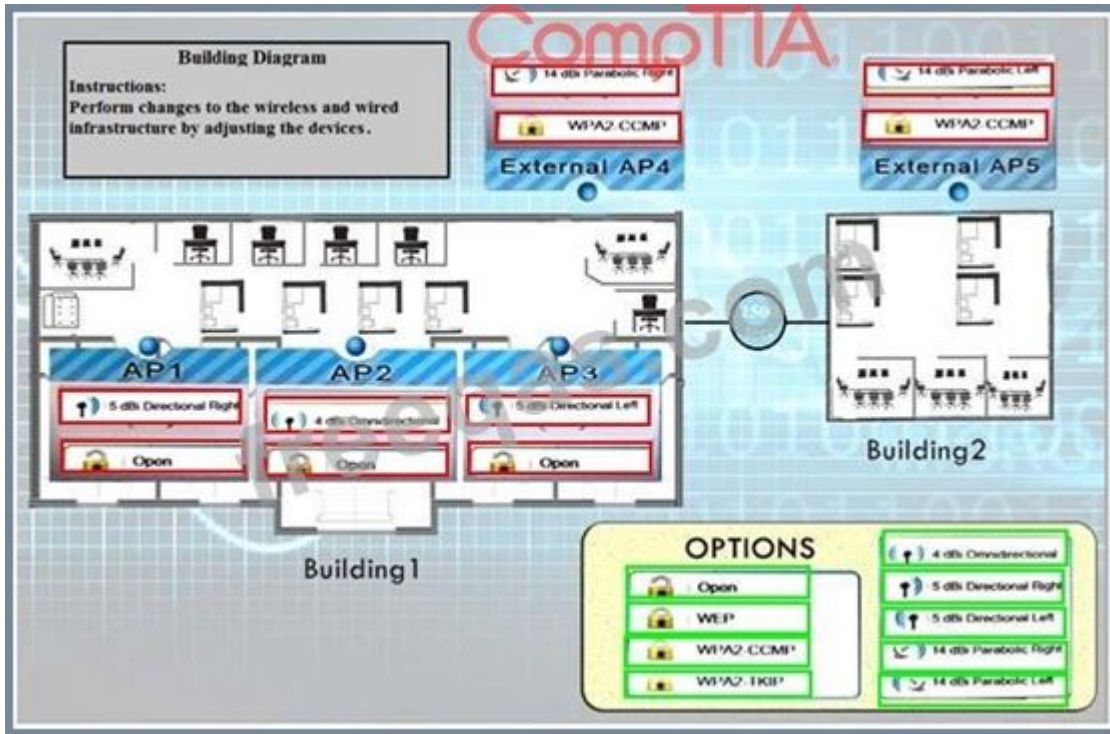 CompTIA.
Building Diagram
Instructions:
Perform changes to the wireless and wired
infrastructure by adjusting the devices.
14 dBi Parabolic Right
WPA2-CCMP
External AP4
14 dBi Parabolic Left
WPA2-CCMP
External AP5
150
AP1
5 dBi Directional Right
Open
AP2
4 dBi Omnidirectional
Open
AP3
5 dBi Directional Left
Open
freeqas.com
Building1
Building2
OPTIONS
Open
WEP
WPA2-CCMP
WPA2-TKIP
4 dBi Omnidirectional
5 dBi Directional Right
5 dBi Directional Left
14 dBi Parabolic Right
14 dBi Parabolic Left